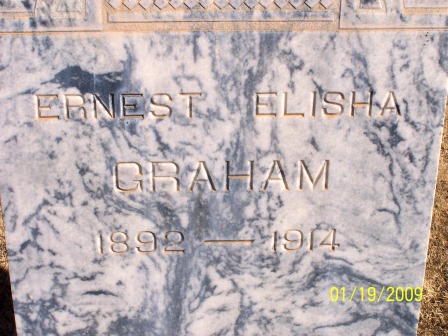 ERNEST ELISHA
GRAHAM
1892 — 1914
01/19/2009